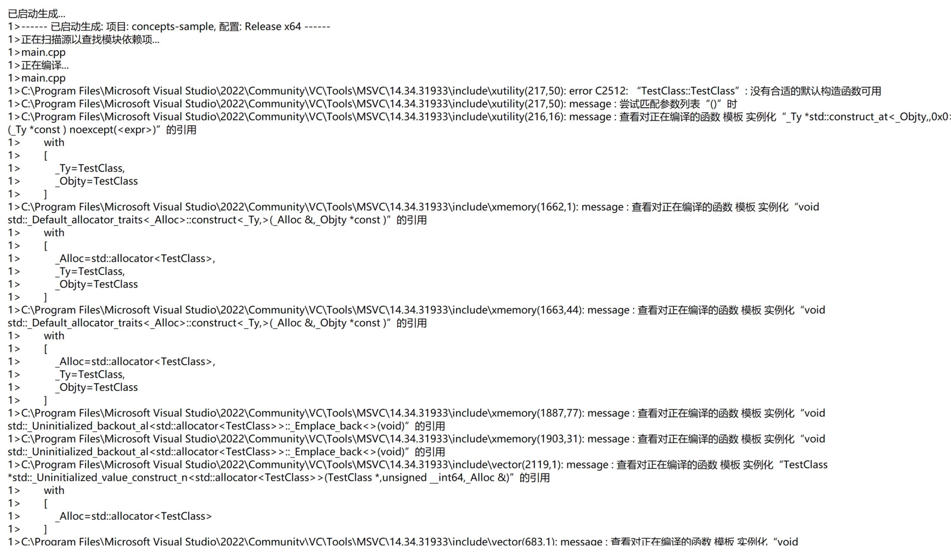 已启动生成...
1>------ 已启动生成: 项目: concepts-sample, 配置: Release x64 ------
1>正在扫描源以查找模块依赖项...
1>main.cpp
1>正在编译...
1>main.cpp
1>C:\Program Files\Microsoft Visual Studio\2022\Community\VC\Tools\MSVC\14.34.31933\include\xutility(217,50): error C2512: “TestClass::TestClass”: 没有合适的默认构造函数可用
1>C:\Program Files\Microsoft Visual Studio\2022\Community\VC\Tools\MSVC\14.34.31933\include\xutility(217,50): message : 尝试匹配参数列表“()”时
1>C:\Program Files\Microsoft Visual Studio\2022\Community\VC\Tools\MSVC\14.34.31933\include\xutility(216,16): message : 查看对正在编译的函数 模板 实例化“_Ty *std::construct_at<_Objty,,0x0>
(_Ty *const ) noexcept(<expr>)”的引用
1>        with
1>        [
1>            _Ty=TestClass,
1>            _Objty=TestClass
1>        ]
1>C:\Program Files\Microsoft Visual Studio\2022\Community\VC\Tools\MSVC\14.34.31933\include\xmemory(1662,1): message : 查看对正在编译的函数 模板 实例化“void
std::_Default_allocator_traits<_Alloc>::construct<_Ty,>(_Alloc &,_Objty *const )”的引用
1>        with
1>        [
1>            _Alloc=std::allocator<TestClass>,
1>            _Ty=TestClass,
1>            _Objty=TestClass
1>        ]
1>C:\Program Files\Microsoft Visual Studio\2022\Community\VC\Tools\MSVC\14.34.31933\include\xmemory(1663,44): message : 查看对正在编译的函数 模板 实例化“void
std::_Default_allocator_traits<_Alloc>::construct<_Ty,>(_Alloc &,_Objty *const )”的引用
1>        with
1>        [
1>            _Alloc=std::allocator<TestClass>,
1>            _Ty=TestClass,
1>            _Objty=TestClass
1>        ]
1>C:\Program Files\Microsoft Visual Studio\2022\Community\VC\Tools\MSVC\14.34.31933\include\xmemory(1887,77): message : 查看对正在编译的函数 模板 实例化“void
std::_Uninitialized_backout_al<std::allocator<TestClass>>::_Emplace_back<>(void)”的引用
1>C:\Program Files\Microsoft Visual Studio\2022\Community\VC\Tools\MSVC\14.34.31933\include\xmemory(1903,31): message : 查看对正在编译的函数 模板 实例化“void
std::_Uninitialized_backout_al<std::allocator<TestClass>>::_Emplace_back<>(void)”的引用
1>C:\Program Files\Microsoft Visual Studio\2022\Community\VC\Tools\MSVC\14.34.31933\include\vector(2119,1): message : 查看对正在编译的函数 模板 实例化“TestClass
*std::_Uninitialized_value_construct_n<std::allocator<TestClass>>(TestClass *,unsigned __int64,_Alloc &)”的引用
1>        with
1>        [
1>            _Alloc=std::allocator<TestClass>
1>        ]
1>C:\Program Files\Microsoft Visual Studio\2022\Community\VC\Tools\MSVC\14.34.31933\include\vector(683,1): message : 查看对正在编译的函数 模板 实例化“void